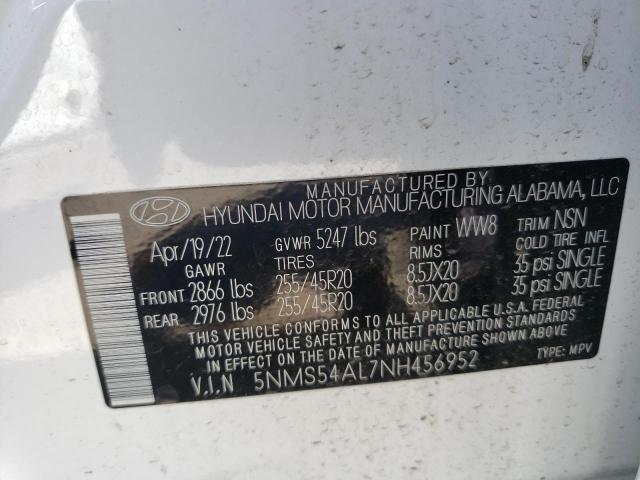 MANUFACTURED BY
HYUNDAI MOTOR MANUFACTURING ALABAMA, LLC
Apr/19/22 GVWR 5247 lbs PAINT WW8 TRIM NSN
GAWR TIRES RIMS COLD TIRE INFL
FRONT 2866 lbs 255/45R20 8.5JX20 35 psi SINGLE
REAR 2976 lbs 255/45R20 8.5JX20 35 psi SINGLE
THIS VEHICLE CONFORMS TO ALL APPLICABLE U.S.A. FEDERAL
MOTOR VEHICLE SAFETY AND THEFT PREVENTION STANDARDS
IN EFFECT ON THE DATE OF MANUFACTURE SHOWN ABOVE
V.I.N 5NMS54AL7NH456952 TYPE: MPV